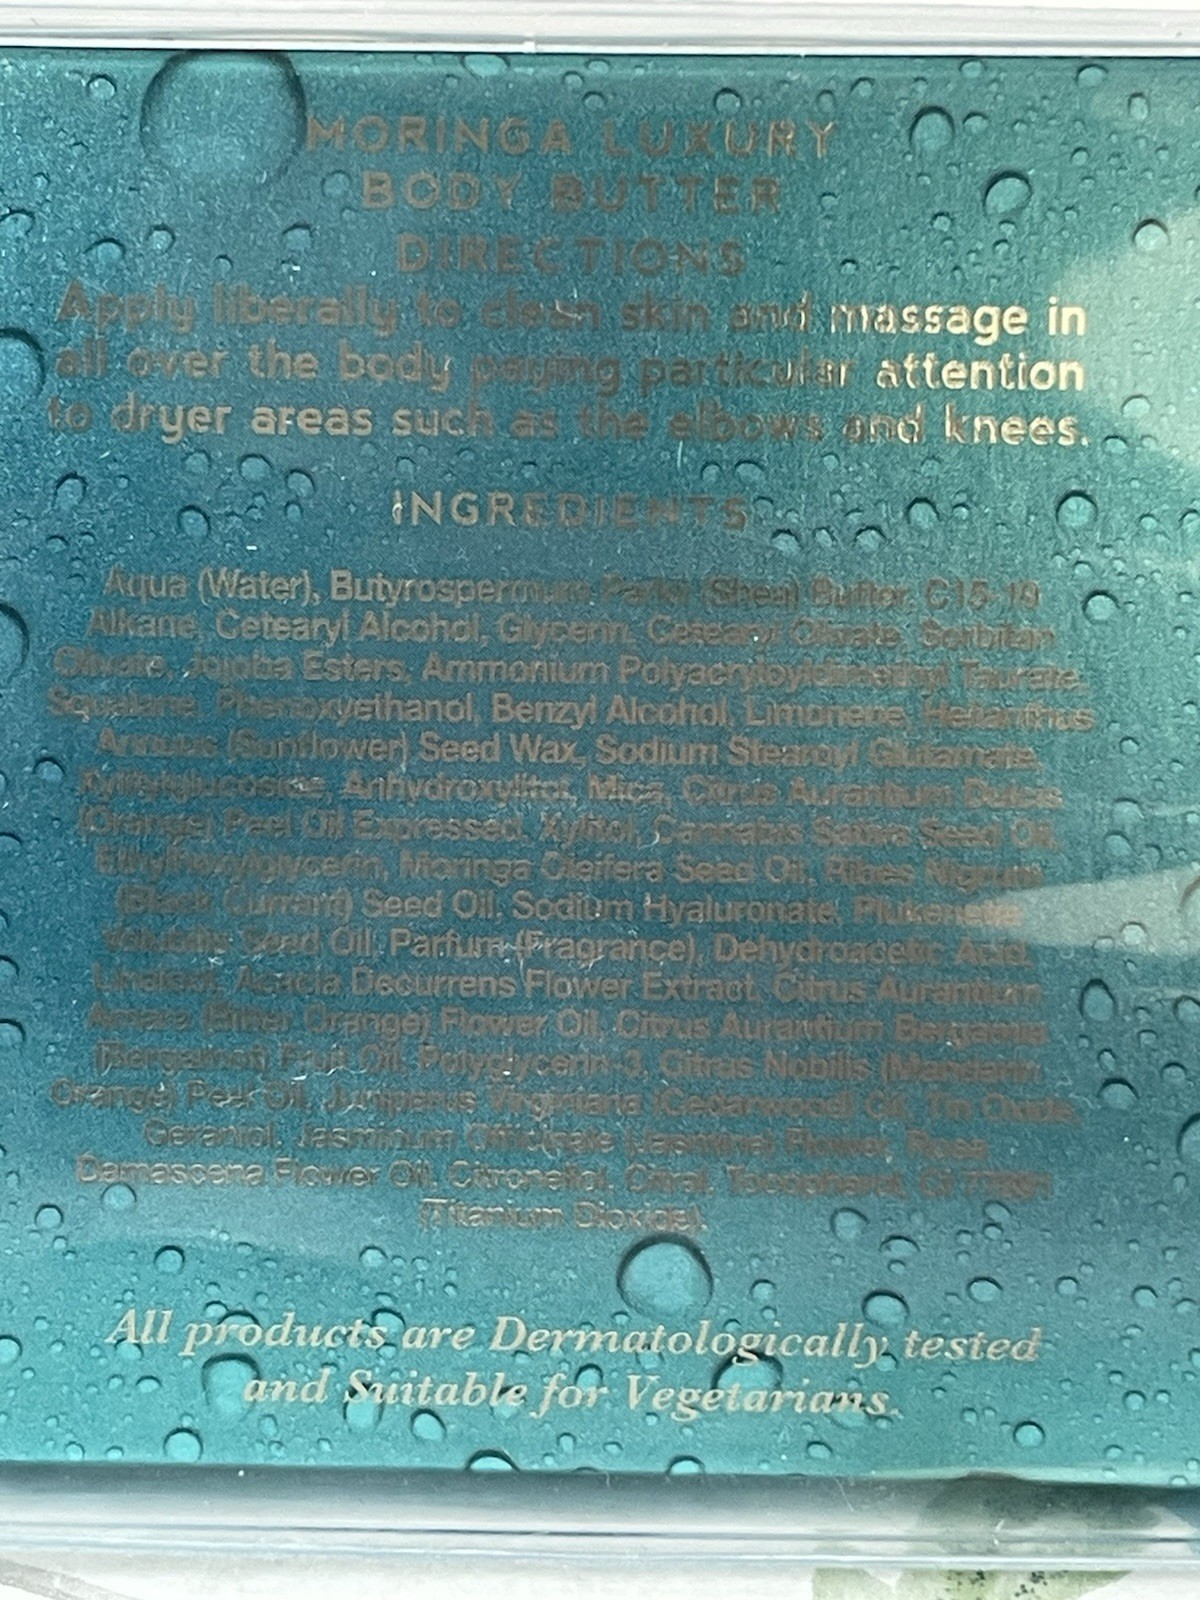 MORINGA LUXURY
BODY BUTTER
DIRECTIONS
Apply liberally to clean skin and massage in
all over the body paying particular attention
to dryer areas such as the elbows and knees.
INGREDIENTS
Aqua (Water), Butyrospermum Parkii (Shea) Butter, C15-19
Alkane, Cetearyl Alcohol, Glycerin, Cetearyl Olivate, Sorbitan
Olivate, Jojoba Esters, Ammonium Polyacryloyldimethyl Taurate,
Squalane, Phenoxyethanol, Benzyl Alcohol, Limonene, Helianthus
Annuus (Sunflower) Seed Wax, Sodium Stearoyl Glutamate,
Xylitylglucoside, Anhydroxylitol, Mica, Citrus Aurantium Dulcis
(Orange) Peel Oil Expressed, Xylitol, Cannabis Sativa Seed Oil,
Ethylhexylglycerin, Moringa Oleifera Seed Oil, Ribes Nigrum
(Black Currant) Seed Oil, Sodium Hyaluronate, Plukenetia
Volubilis Seed Oil, Parfum (Fragrance), Dehydroacetic Acid,
Linalool, Acacia Decurrens Flower Extract, Citrus Aurantium
Amara (Bitter Orange) Flower Oil, Citrus Aurantium Bergamia
(Bergamot) Fruit Oil, Polyglycerin-3, Citrus Nobilis (Mandarin
Orange) Peel Oil, Juniperus Virginiana (Cedarwood) Oil, Tin Oxide,
Geraniol, Jasminum Officinale (Jasmine) Flower, Rosa
Damascena Flower Oil, Citronellol, Citral, Tocopherol, CI 77891
(Titanium Dioxide).
All products are Dermatologically tested
and Suitable for Vegetarians.